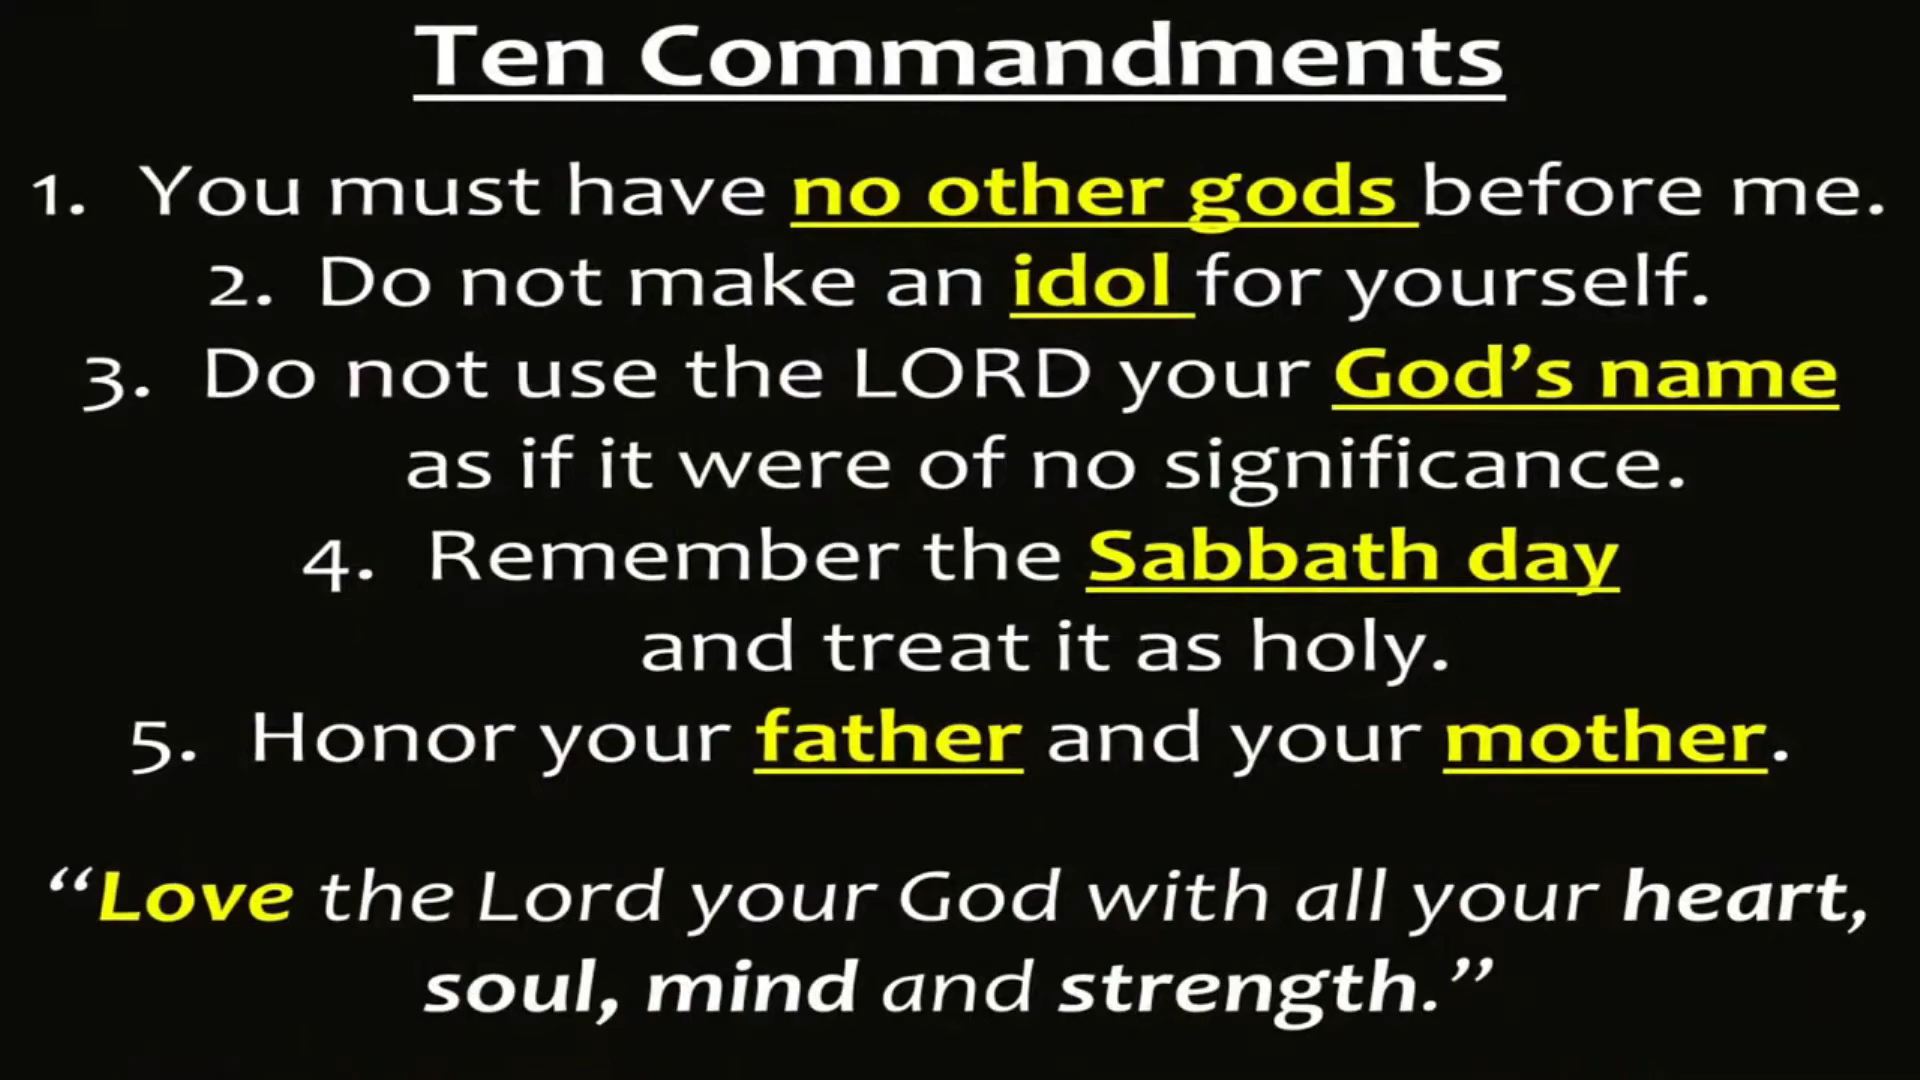 Ten Commandments
1. You must have no other gods before me.
2. Do not make an idol for yourself.
3. Do not use the LORD your God’s name
as if it were of no significance.
4. Remember the Sabbath day
and treat it as holy.
5. Honor your father and your mother.
“Love the Lord your God with all your heart,
soul, mind and strength.”